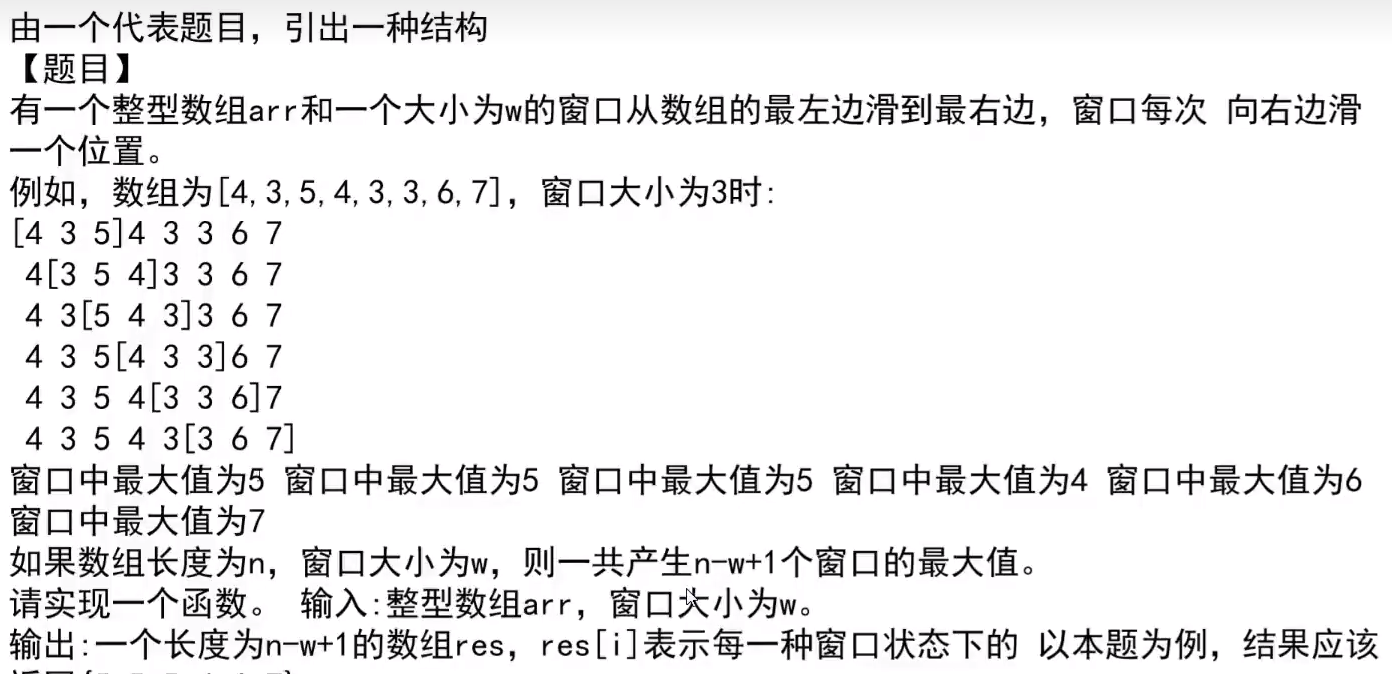 由一个代表题目，引出一种结构
【题目】
有一个整型数组arr和一个大小为w的窗口从数组的最左边滑到最右边，窗口每次 向右边滑
一个位置。
例如，数组为[4,3,5,4,3,3,6,7]，窗口大小为3时:
[4 3 5]4 3 3 6 7
4[3 5 4]3 3 6 7
4 3[5 4 3]3 6 7
4 3 5[4 3 3]6 7
4 3 5 4[3 3 6]7
4 3 5 4 3[3 6 7]
窗口中最大值为5 窗口中最大值为5 窗口中最大值为5 窗口中最大值为4 窗口中最大值为6
窗口中最大值为7
如果数组长度为n，窗口大小为w，则一共产生n-w+1个窗口的最大值。
请实现一个函数。 输入:整型数组arr，窗口大小为w。
输出:一个长度为n-w+1的数组res，res[i]表示每一种窗口状态下的 以本题为例，结果应该